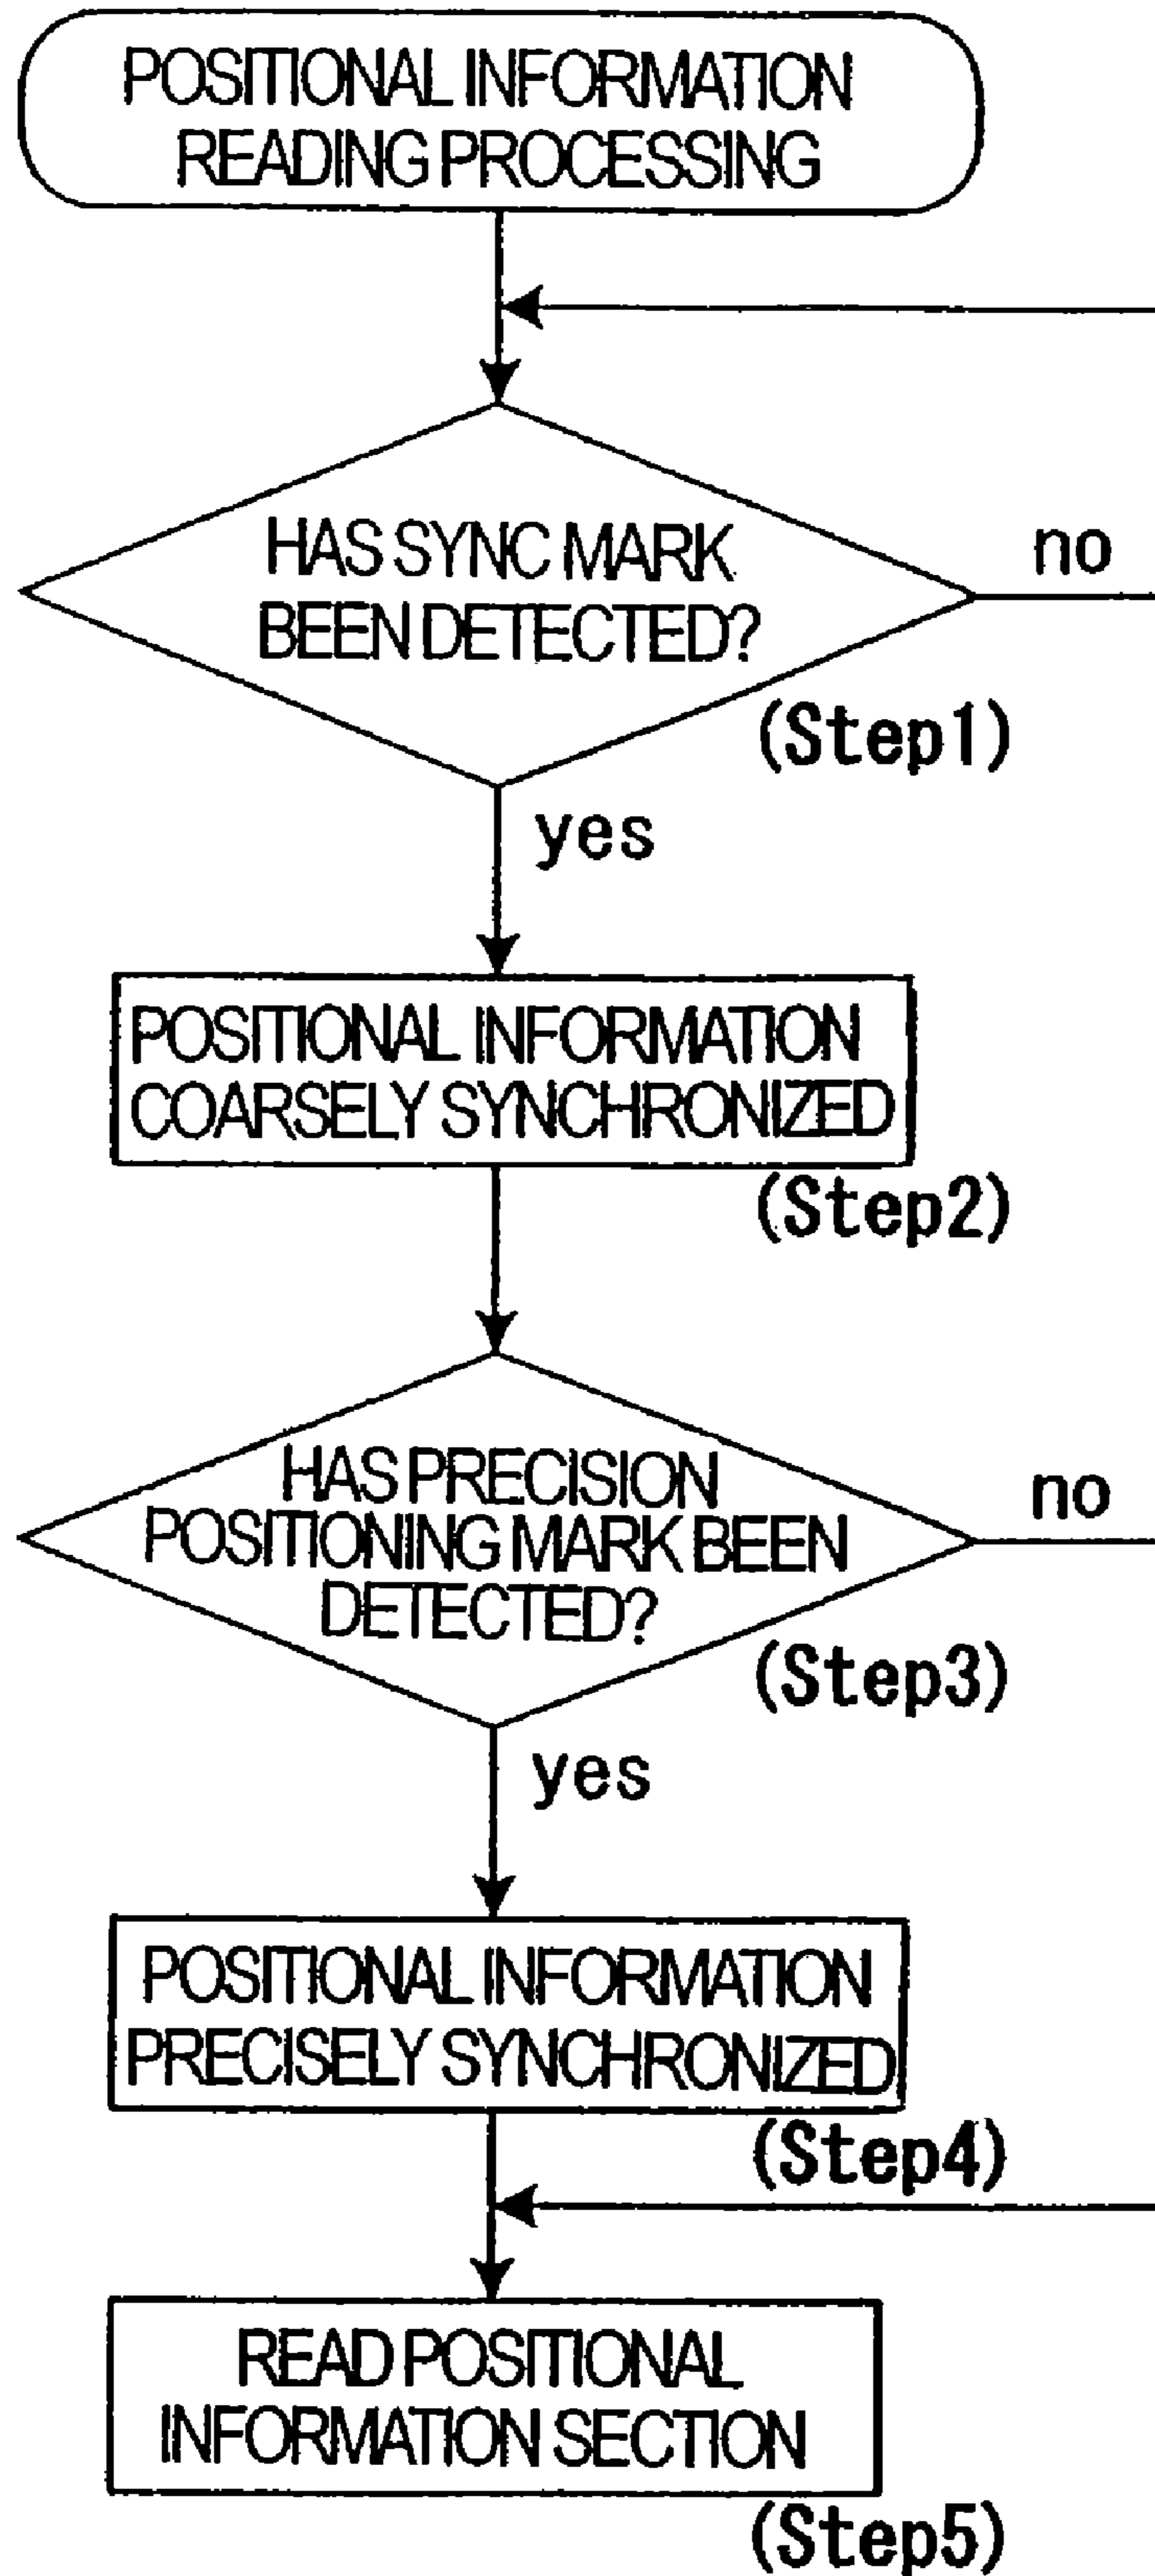 POSITIONAL INFORMATION
READING PROCESSING
HAS SYNC MARK
BEEN DETECTED?
no
(Step1)
yes
POSITIONAL INFORMATION
COARSELY SYNCHRONIZED
(Step2)
HAS PRECISION
POSITIONING MARK BEEN
DETECTED?
no
(Step3)
yes
POSITIONAL INFORMATION
PRECISELY SYNCHRONIZED
(Step4)
READ POSITIONAL
INFORMATION SECTION
(Step5)